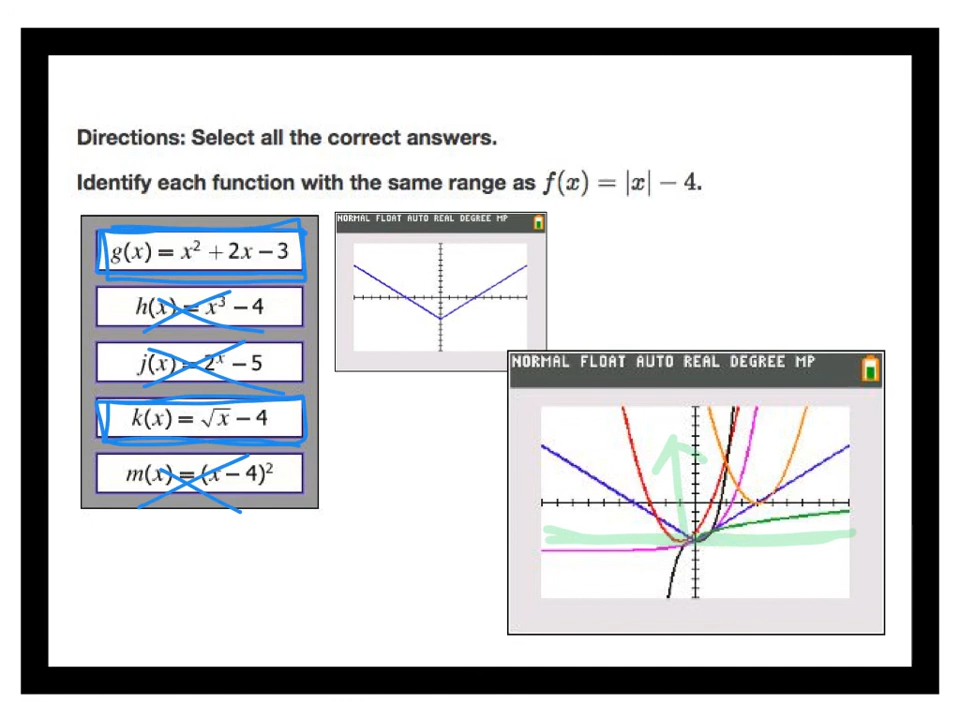 Directions: Select all the correct answers.
Identify each function with the same range as f(x) = |x| − 4.
NORMAL FLOAT AUTO REAL DEGREE MP
g(x) = x² + 2x − 3
h(x) = x³ − 4
j(x) = 2ˣ − 5
k(x) = √x − 4
m(x) = (x − 4)²
NORMAL FLOAT AUTO REAL DEGREE MP